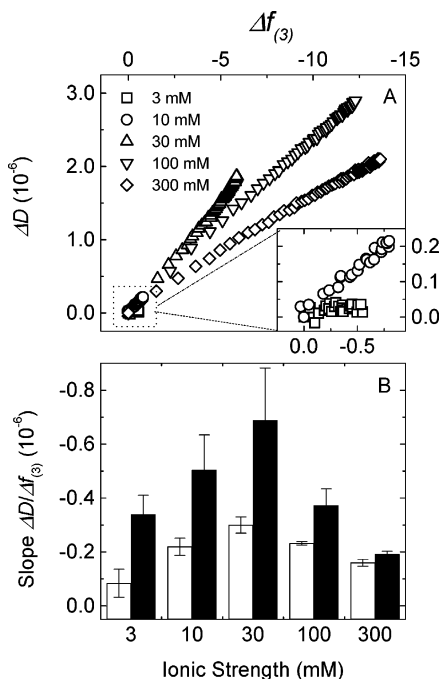 Δf(3)
0 -5 -10 -15
A
3 mM
10 mM
30 mM
100 mM
300 mM
3.0
2.0
1.0
0.0
ΔD (10-6)
0.2
0.1
0.0
0.0 -0.5
B
-0.8
-0.6
-0.4
-0.2
0.0
Slope ΔD/Δf(3) (10-6)
3 10 30 100 300
Ionic Strength (mM)